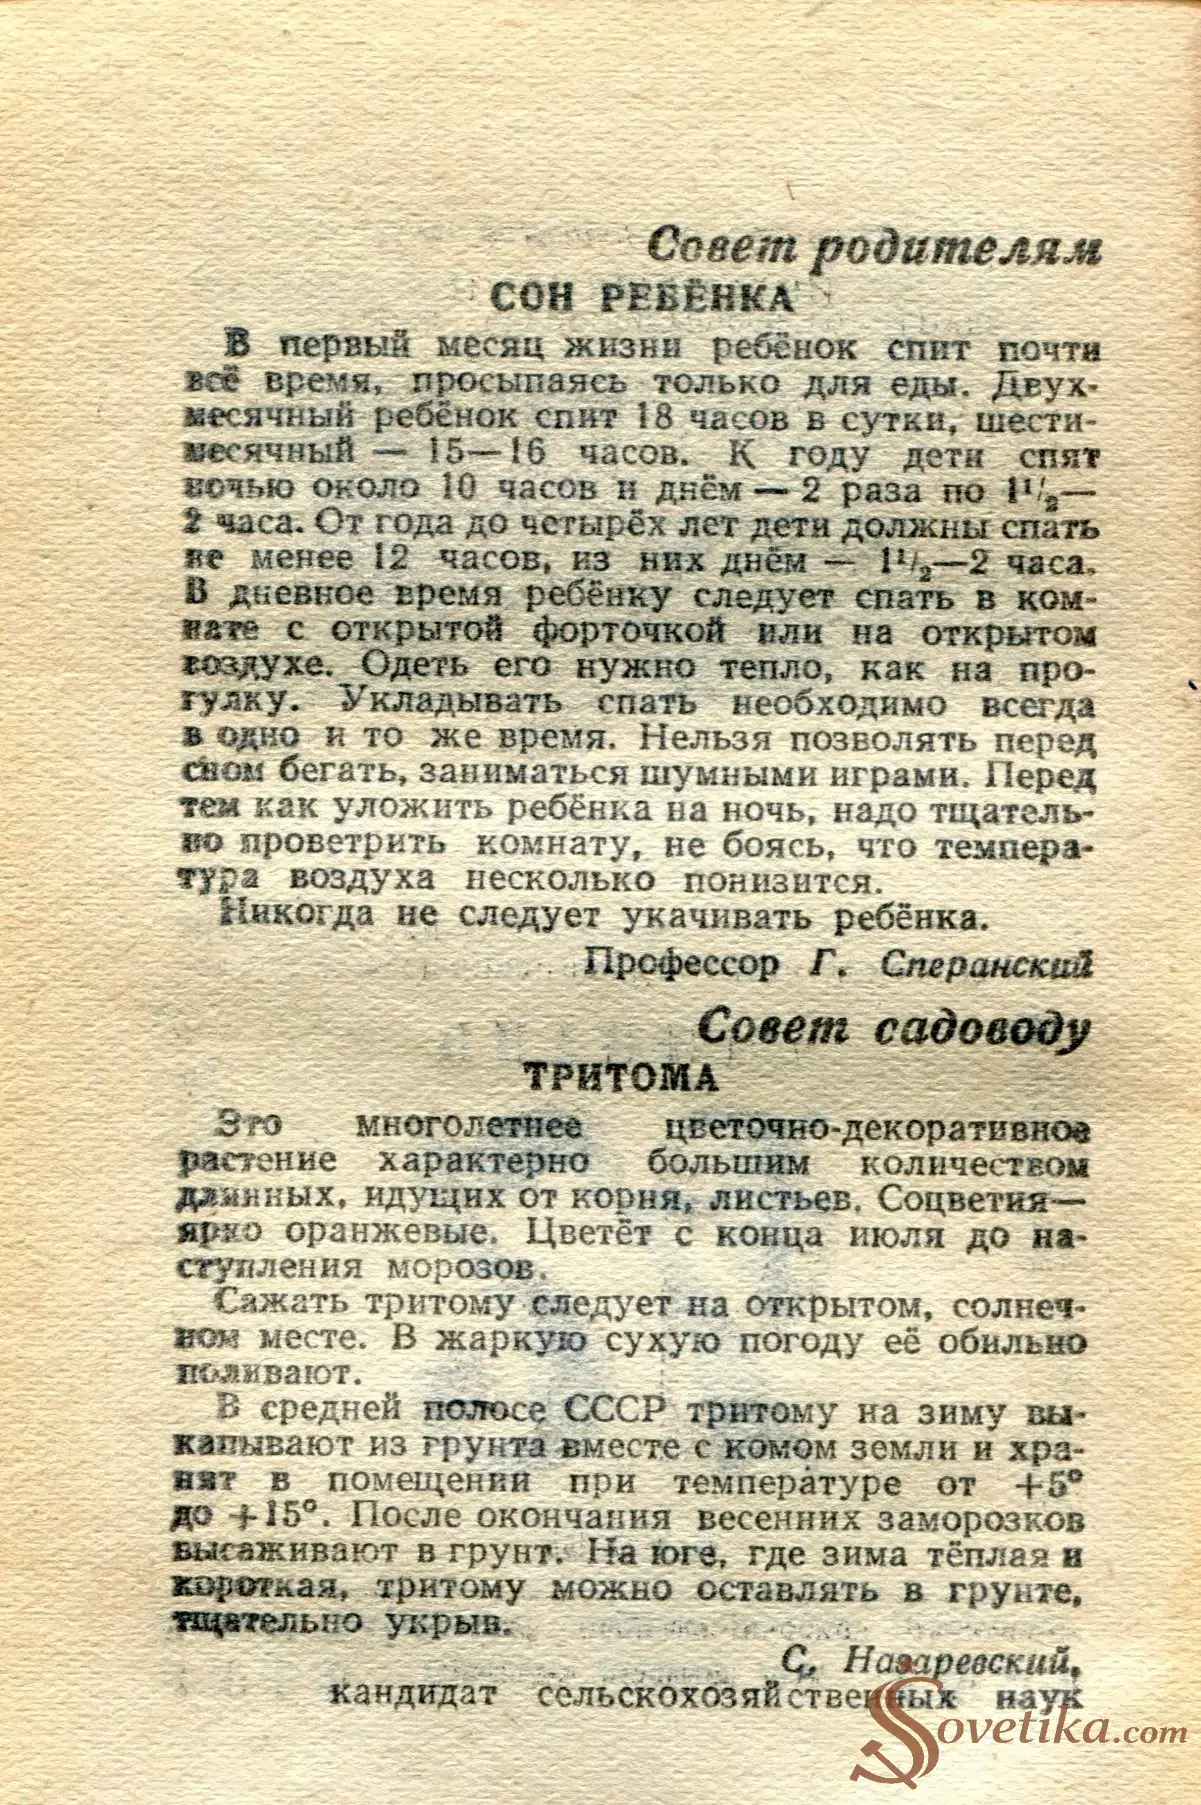 Совет родителям
СОН РЕБЁНКА
В первый месяц жизни ребёнок спит почти
всё время, просыпаясь только для еды. Двух-
месячный ребёнок спит 18 часов в сутки, шести-
месячный — 15—16 часов. К году дети спят
ночью около 10 часов и днём — 2 раза по 1½—
2 часа. От года до четырёх лет дети должны спать
не менее 12 часов, из них днём — 1½—2 часа.
В дневное время ребёнку следует спать в ком-
нате с открытой форточкой или на открытом
воздухе. Одеть его нужно тепло, как на про-
гулку. Укладывать спать необходимо всегда
в одно и то же время. Нельзя позволять перед
сном бегать, заниматься шумными играми. Перед
тем как уложить ребёнка на ночь, надо тщатель-
но проветрить комнату, не боясь, что темпера-
тура воздуха несколько понизится.
Никогда не следует укачивать ребёнка.
Профессор Г. Сперанский
Совет садоводу
ТРИТОМА
Это многолетнее цветочно-декоративное
растение характерно большим количеством
длинных, идущих от корня, листьев. Соцветия—
ярко оранжевые. Цветёт с конца июля до на-
ступления морозов.
Сажать тритому следует на открытом, солнеч-
ном месте. В жаркую сухую погоду её обильно
поливают.
В средней полосе СССР тритому на зиму вы-
капывают из грунта вместе с комом земли и хра-
нят в помещении при температуре от +5°
до +15°. После окончания весенних заморозков
высаживают в грунт. На юге, где зима тёплая и
короткая, тритому можно оставлять в грунте,
тщательно укрыв.
С. Назаревский,
кандидат сельскохозяйственных наук
Sovetika.com